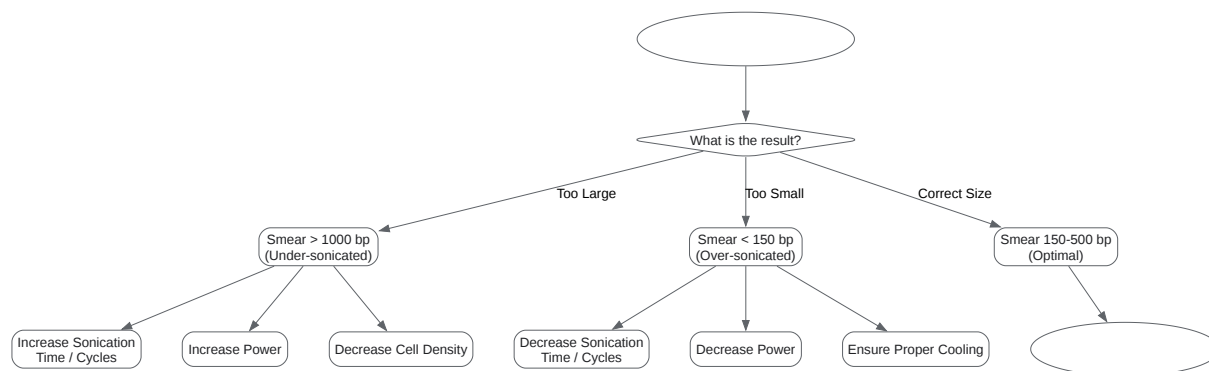 What is the result?
Too Large
Too Small
Correct Size
Smear > 1000 bp
(Under-sonicated)
Smear < 150 bp
(Over-sonicated)
Smear 150-500 bp
(Optimal)
Increase Sonication
Time / Cycles
Increase Power
Decrease Cell Density
Decrease Sonication
Time / Cycles
Decrease Power
Ensure Proper Cooling